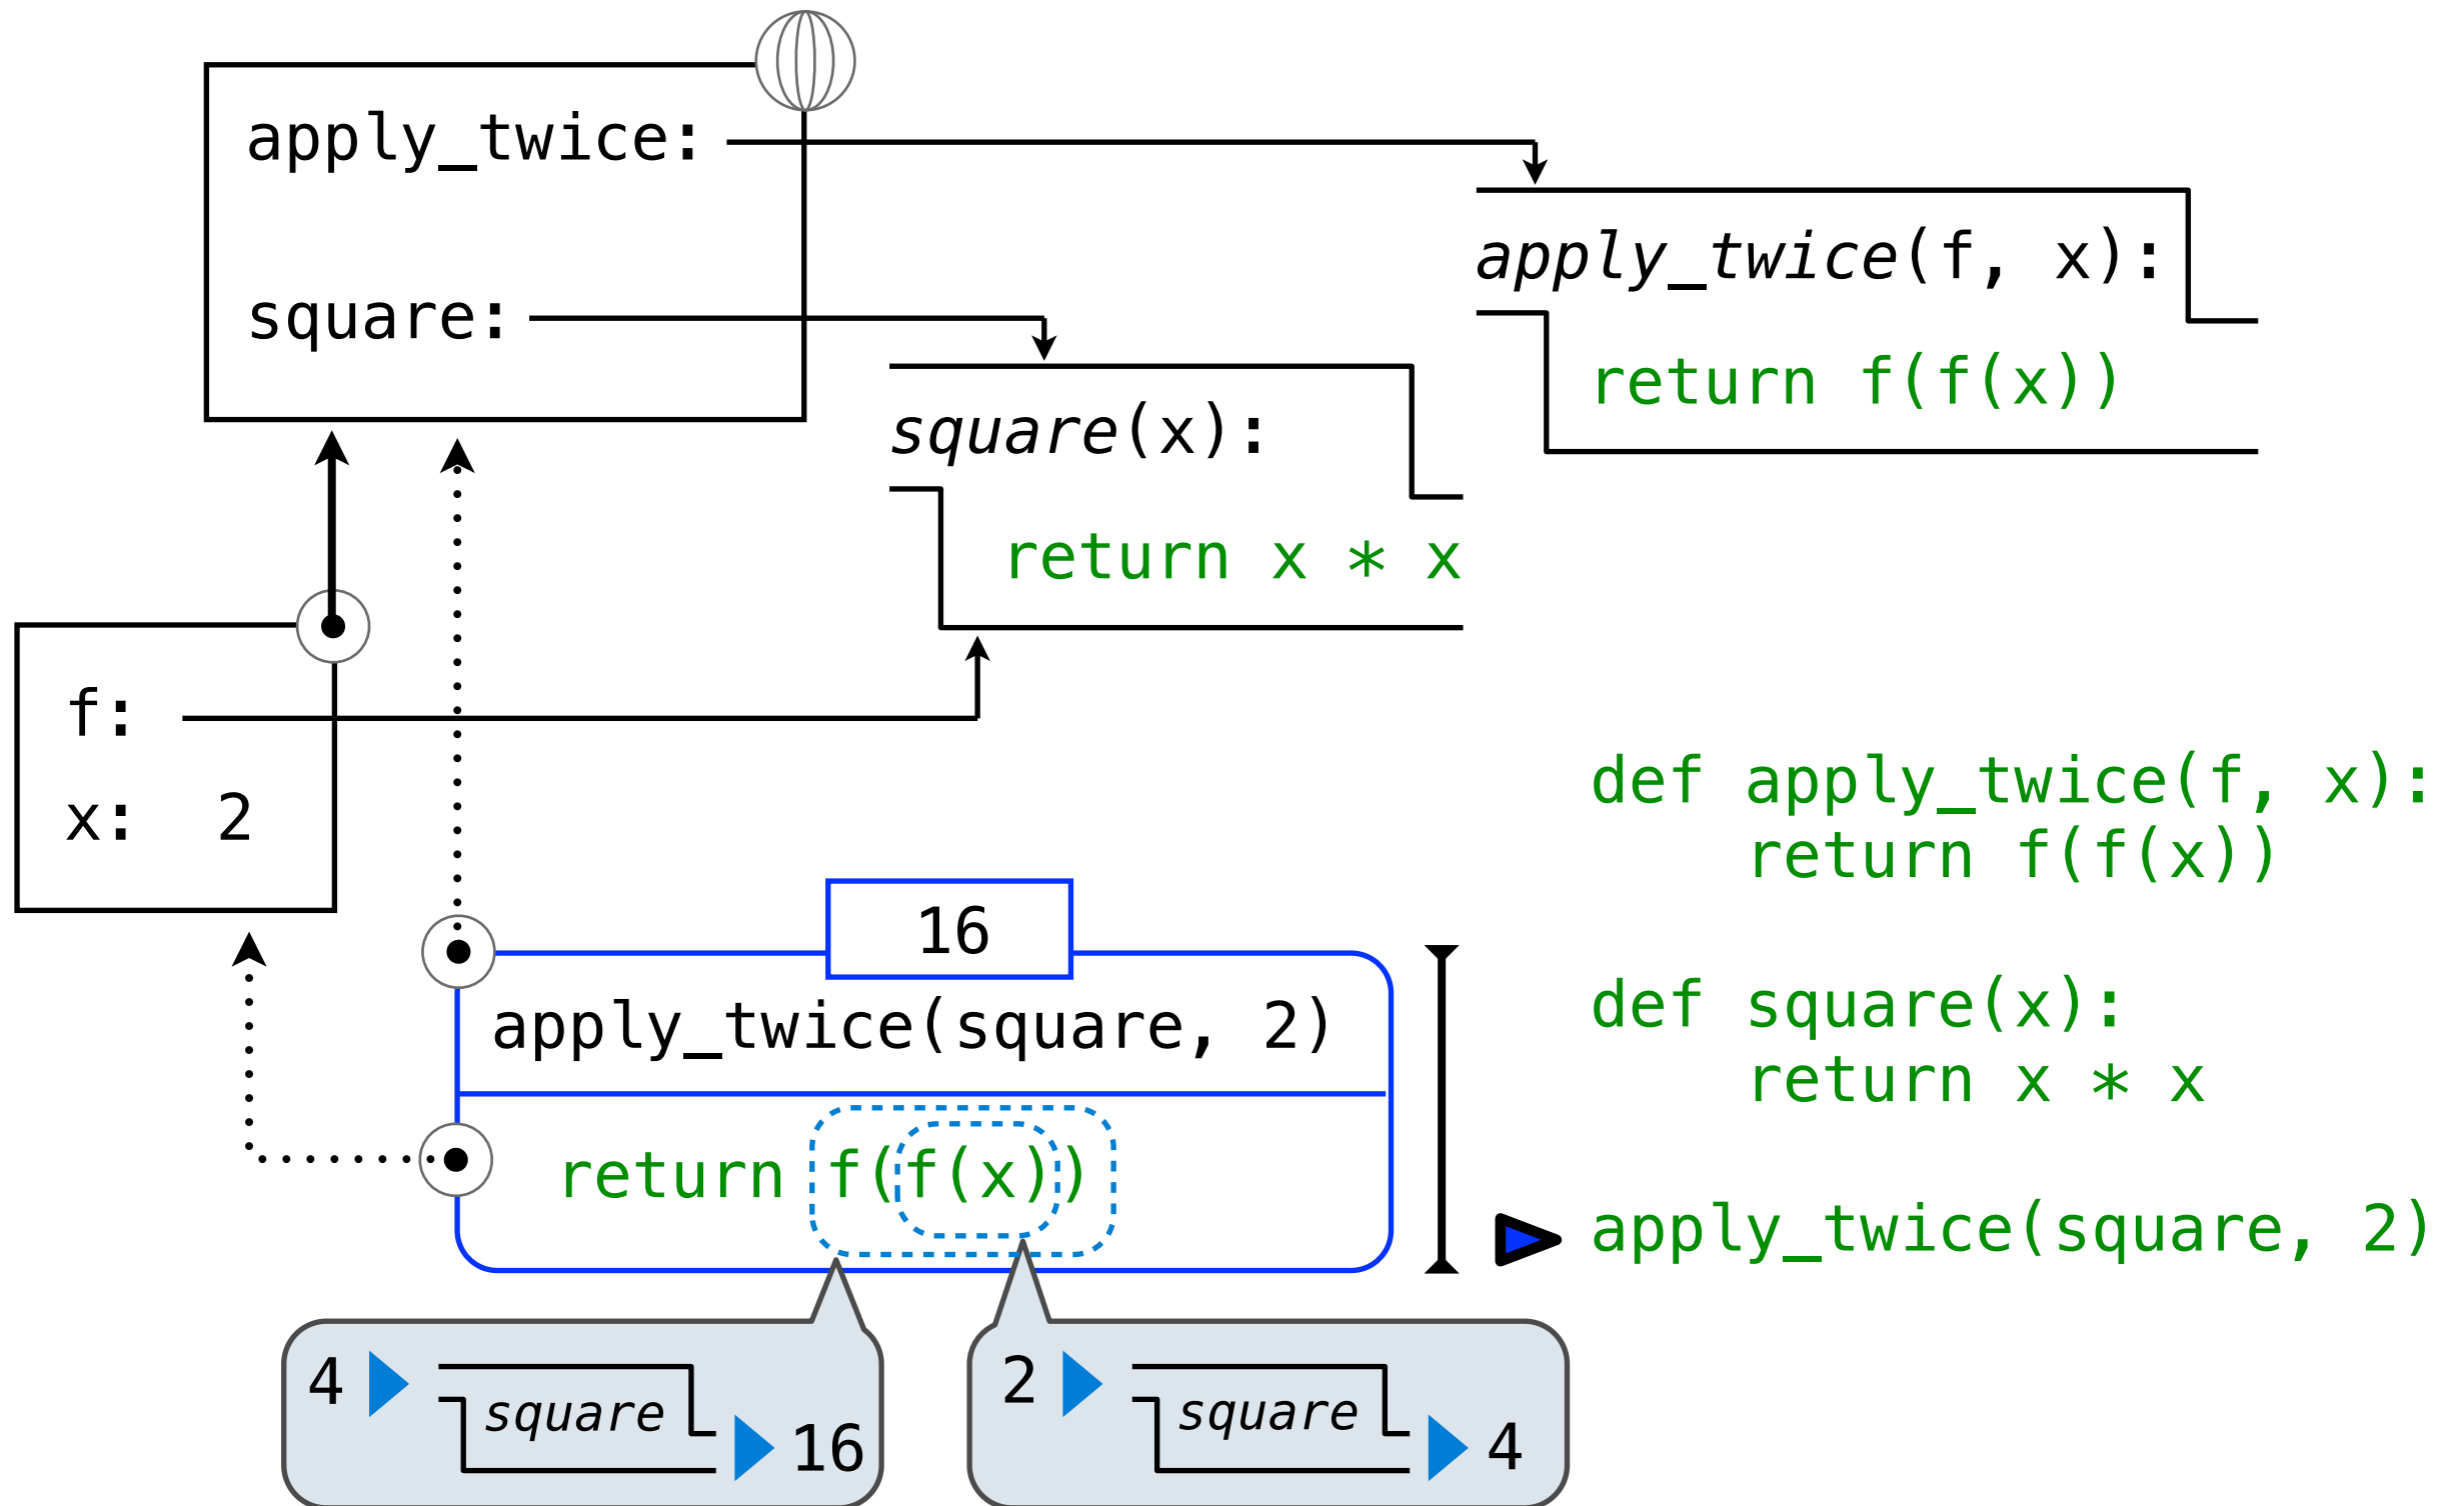 apply_twice:
square:
apply_twice(f, x):
return f(f(x))
square(x):
return x * x
f:
x: 2
16
apply_twice(square, 2)
return f(f(x))
4 square 16
2 square 4
def apply_twice(f, x):
    return f(f(x))
def square(x):
    return x * x
apply_twice(square, 2)